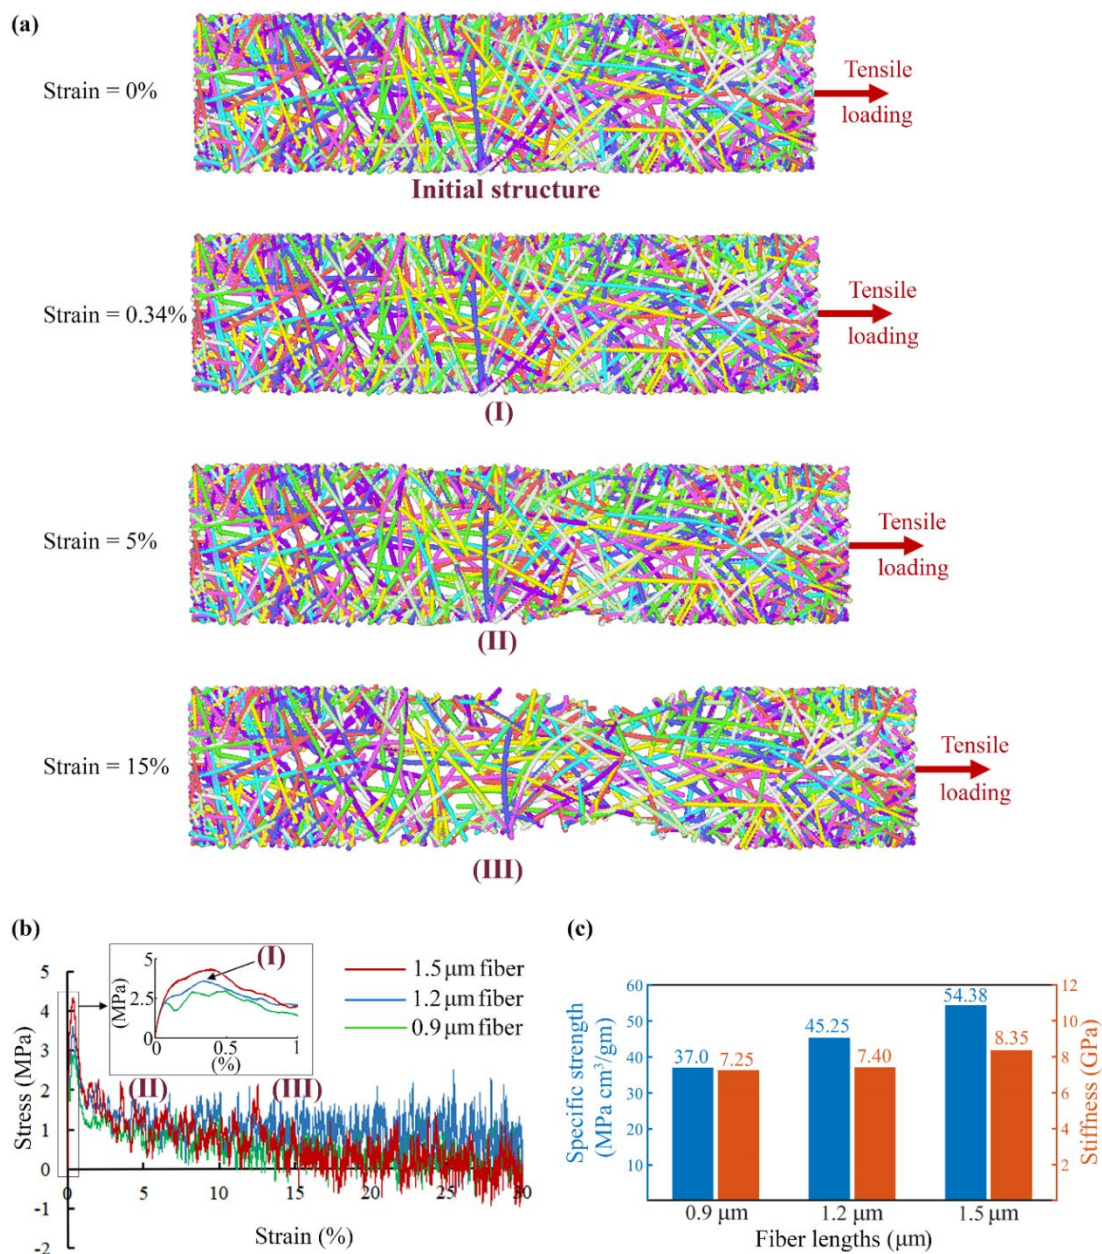 (a)
Strain = 0%
Tensile
loading
Initial structure
Strain = 0.34%
Tensile
loading
(I)
Strain = 5%
Tensile
loading
(II)
Strain = 15%
Tensile
loading
(III)
(b)
Stress (MPa)
5
4
3
2
1
0
-1
-2
0
5
10
15
20
25
30
Strain (%)
(MPa)
5
2.5
0
0
0.5
1
(%)
(I)
(II)
(III)
1.5 μm fiber
1.2 μm fiber
0.9 μm fiber
(c)
Specific strength
(MPa cm³/gm)
60
50
40
30
20
10
37.0
7.25
45.25
7.40
54.38
8.35
12
10
8
6
4
2
Stiffness (GPa)
0.9 μm
1.2 μm
1.5 μm
Fiber lengths (μm)